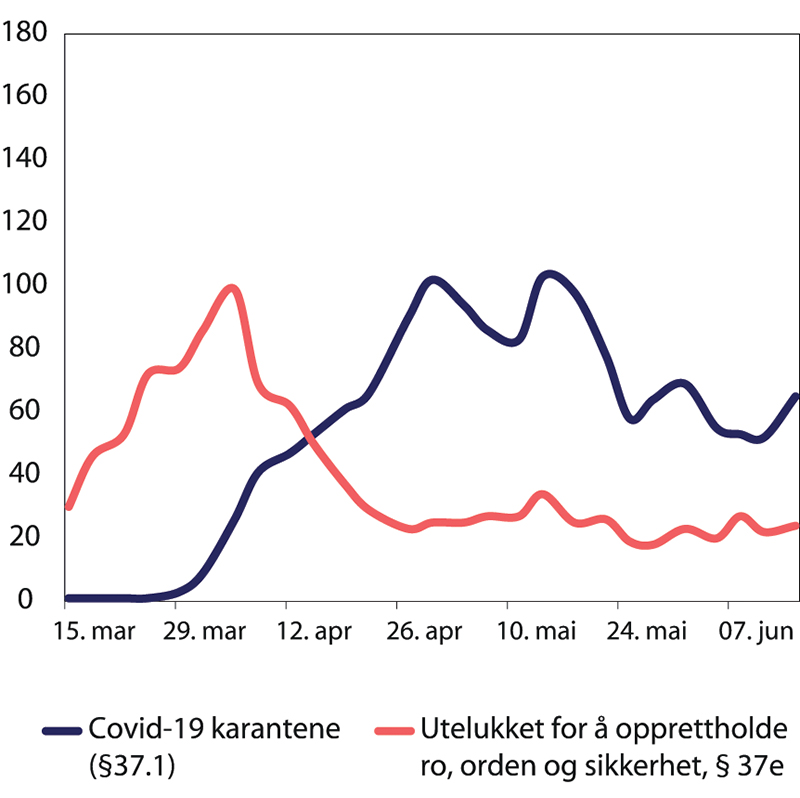 180
160
140
120
100
80
60
40
20
0
15. mar 29. mar 12. apr 26. apr 10. mai 24. mai 07. jun
Covid-19 karantene
(§37.1)
Utelukket for å opprettholde
ro, orden og sikkerhet, § 37e